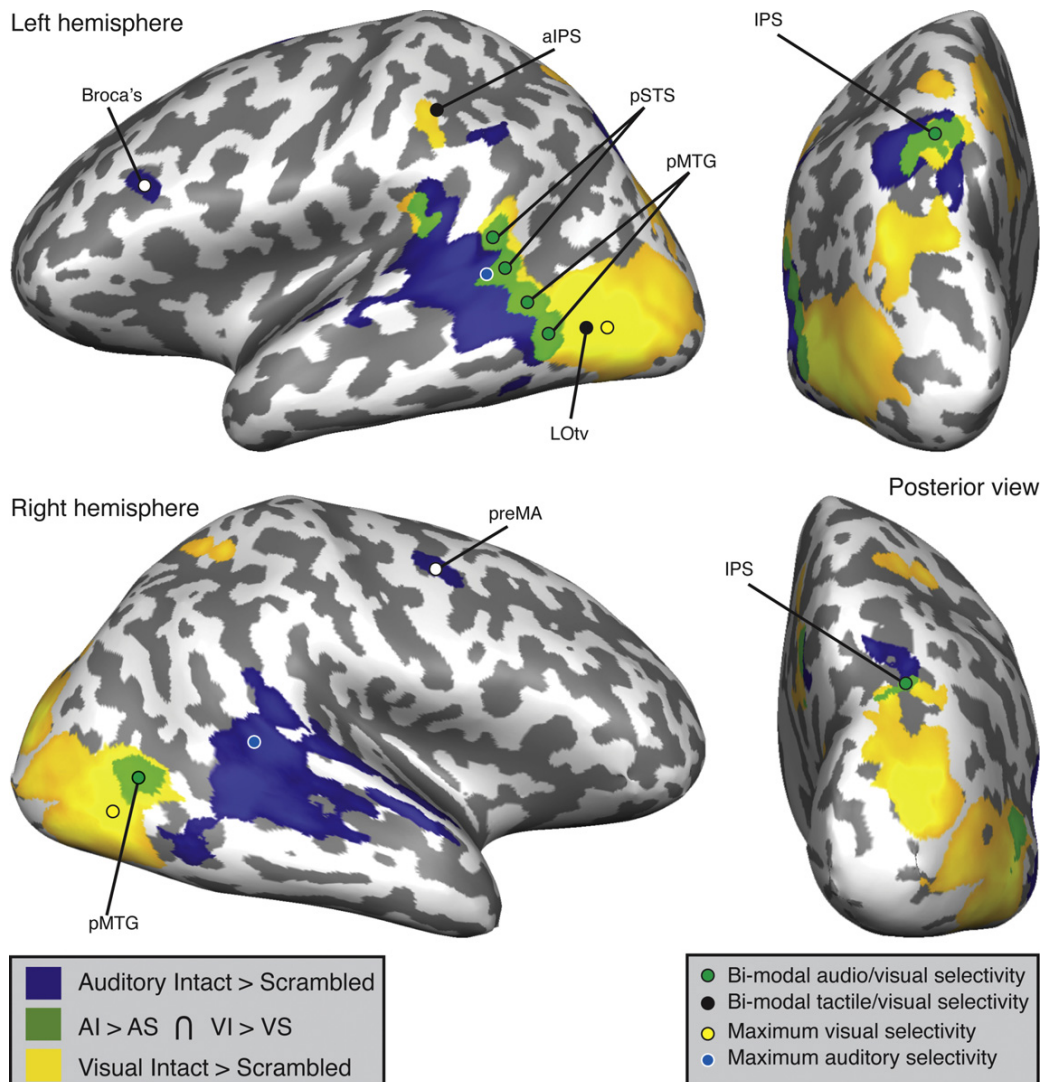 Left hemisphere
aIPS
IPS
Broca's
pSTS
pMTG
LOtv
Right hemisphere
Posterior view
preMA
IPS
pMTG
Auditory Intact > Scrambled
AI > AS ∩ VI > VS
Visual Intact > Scrambled
Bi-modal audio/visual selectivity
Bi-modal tactile/visual selectivity
Maximum visual selectivity
Maximum auditory selectivity